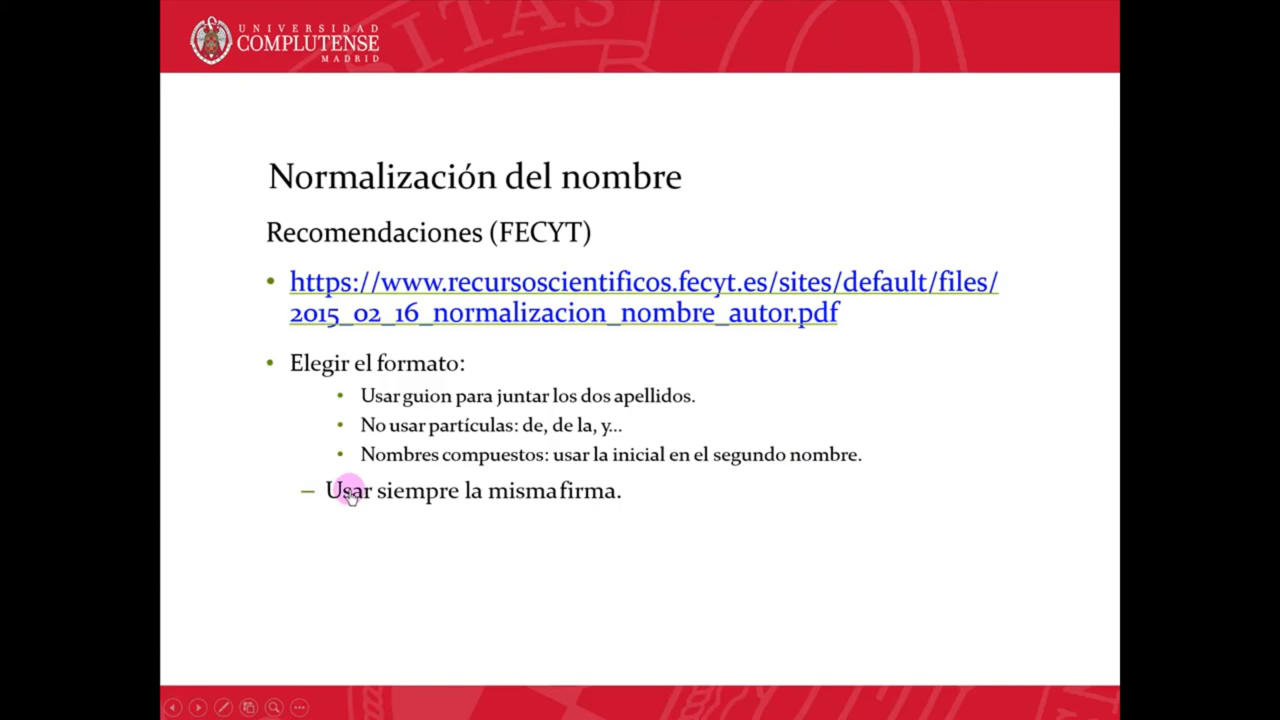 UNIVERSIDAD
COMPLUTENSE
MADRID
Normalización del nombre
Recomendaciones (FECYT)
• https://www.recursoscientificos.fecyt.es/sites/default/files/
2015_02_16_normalizacion_nombre_autor.pdf
• Elegir el formato:
• Usar guion para juntar los dos apellidos.
• No usar partículas: de, de la, y...
• Nombres compuestos: usar la inicial en el segundo nombre.
– Usar siempre la misma firma.